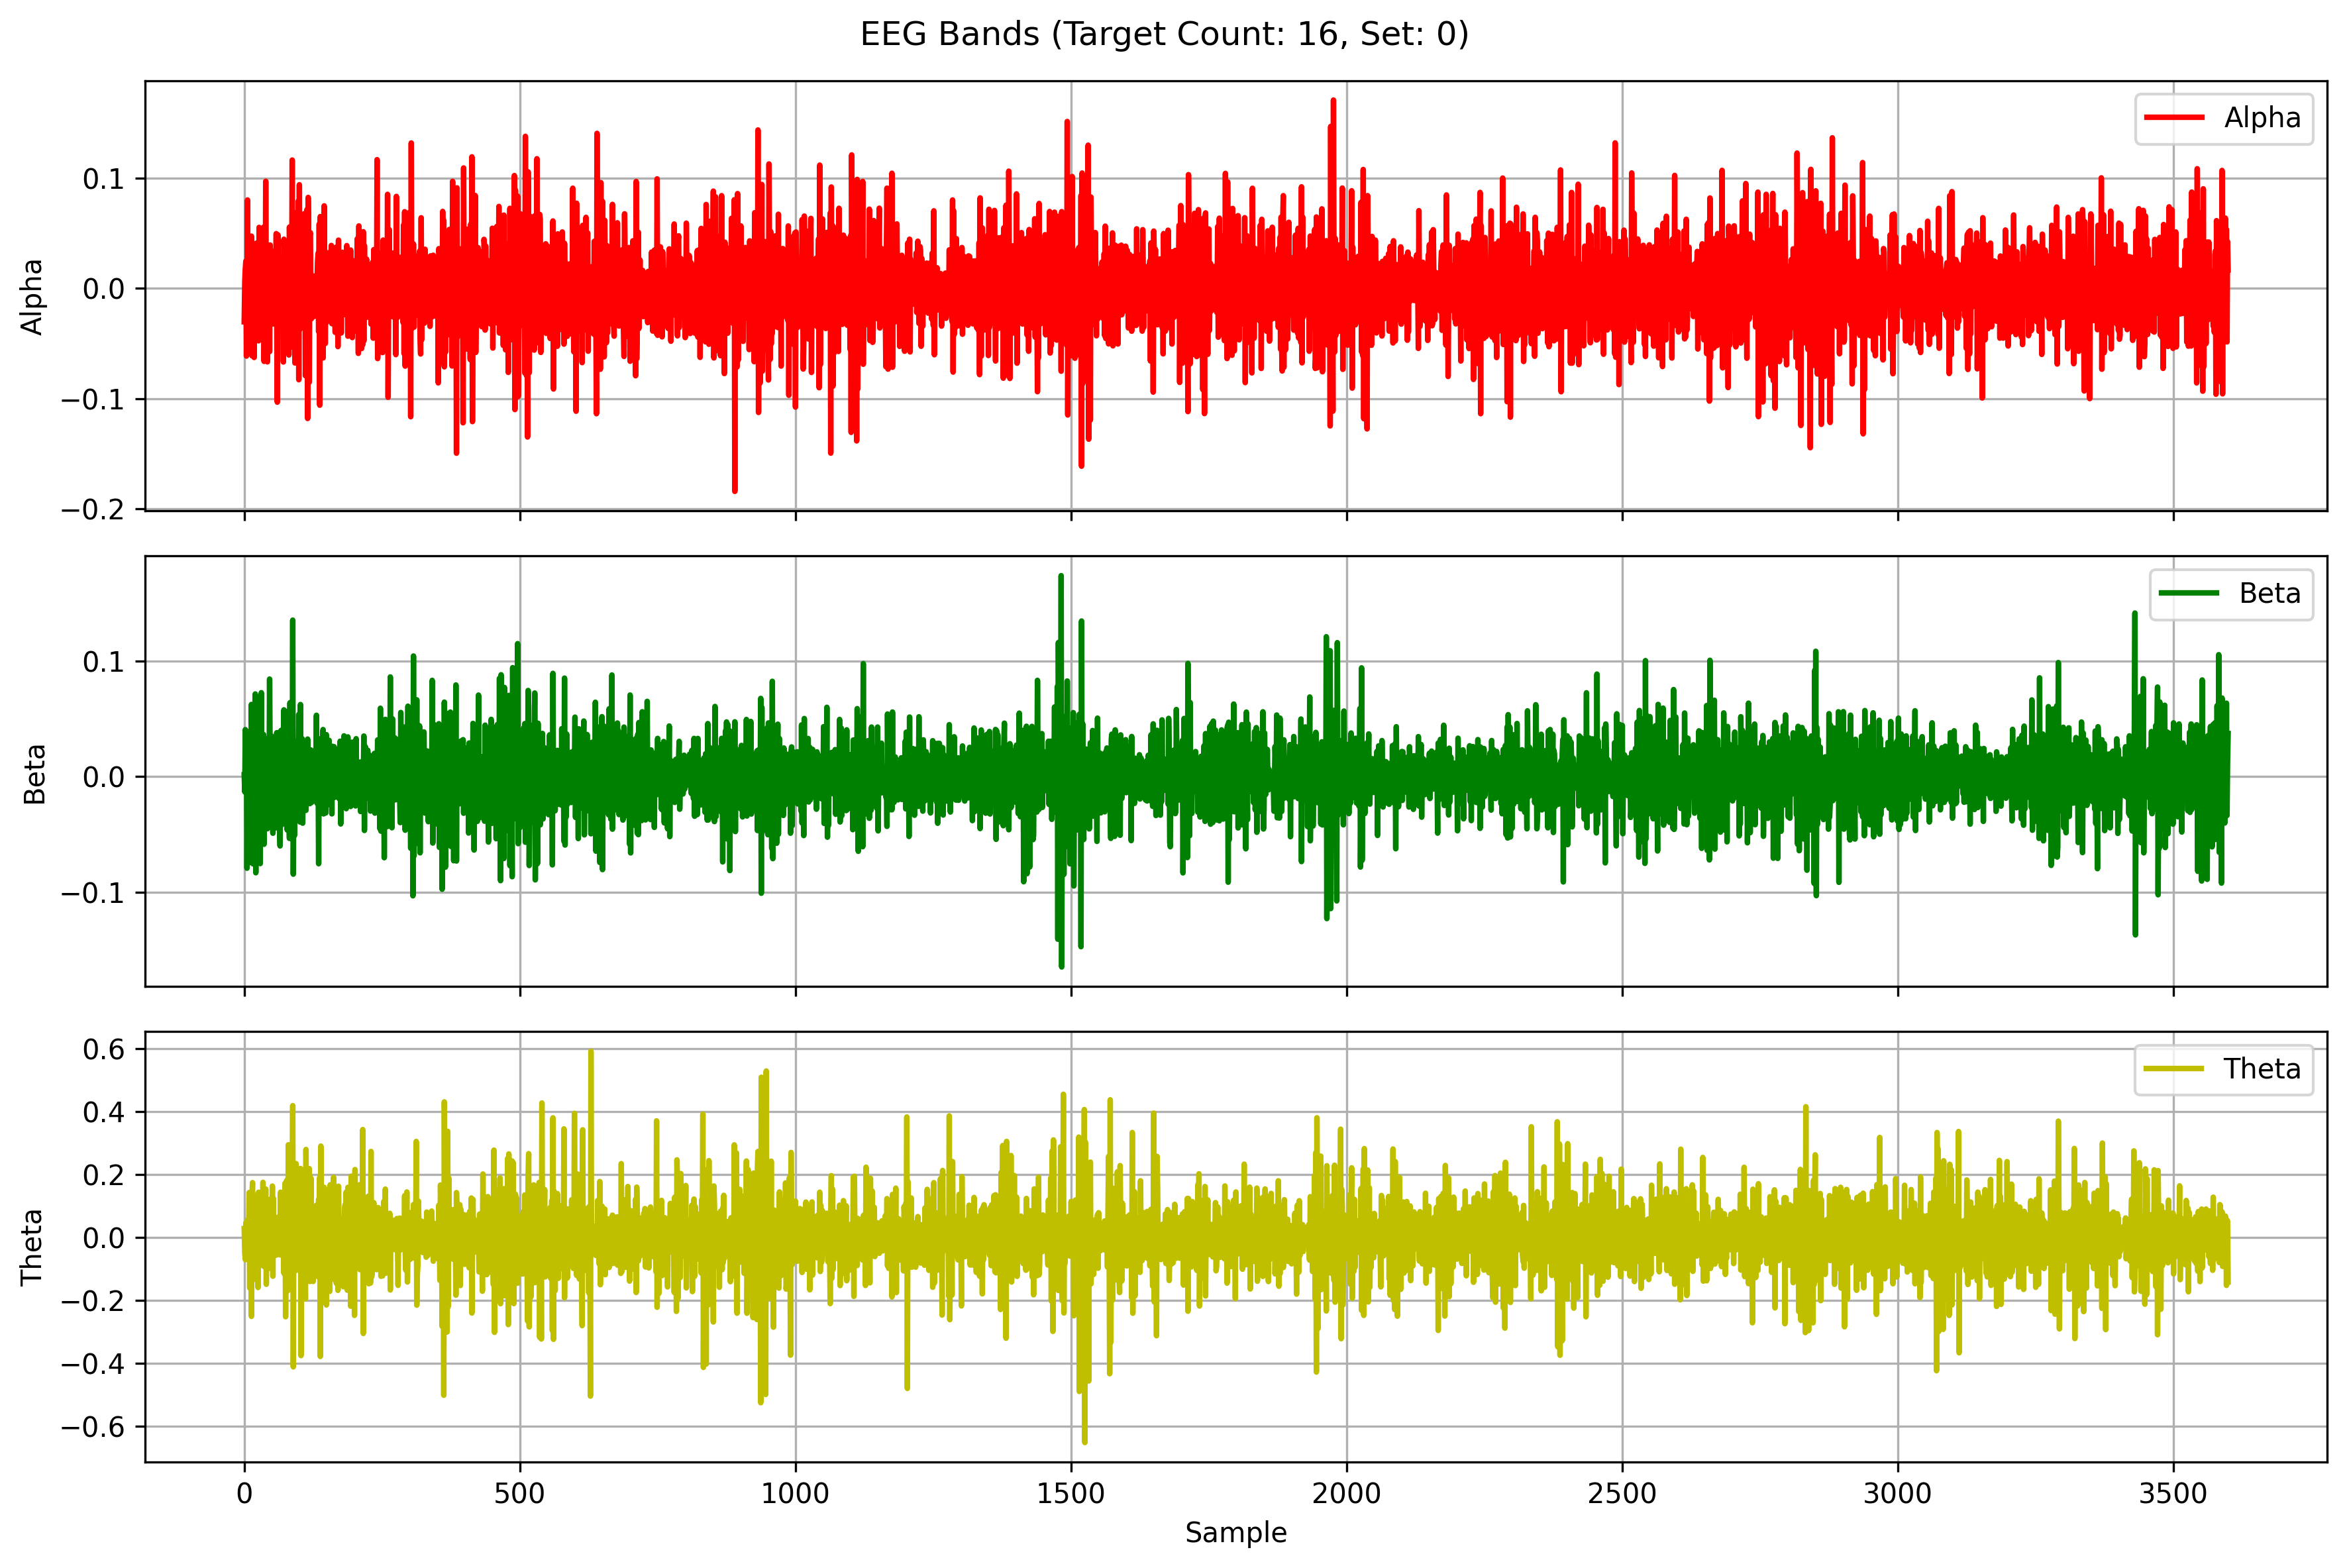 EEG Bands (Target Count: 16, Set: 0)
Alpha
0.1
0.0
−0.1
−0.2
Alpha
Beta
0.1
0.0
−0.1
Beta
Theta
0.6
0.4
0.2
0.0
−0.2
−0.4
−0.6
Theta
0 500 1000 1500 2000 2500 3000 3500
Sample